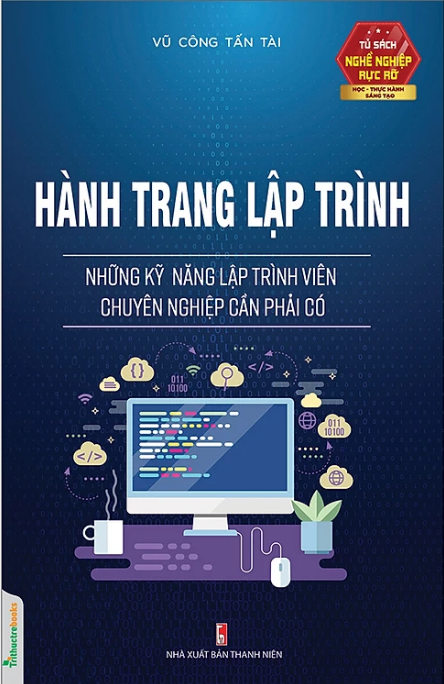 VŨ CÔNG TẤN TÀI
TỦ SÁCH
NGHỀ NGHIỆP
RỰC RỠ
HỌC - THỰC HÀNH
SÁNG TẠO
HÀNH TRANG LẬP TRÌNH
NHỮNG KỸ NĂNG LẬP TRÌNH VIÊN
CHUYÊN NGHIỆP CẦN PHẢI CÓ
{}
011
10100
</>
011
10100
</>
Trithuctrebooks
NHÀ XUẤT BẢN THANH NIÊN